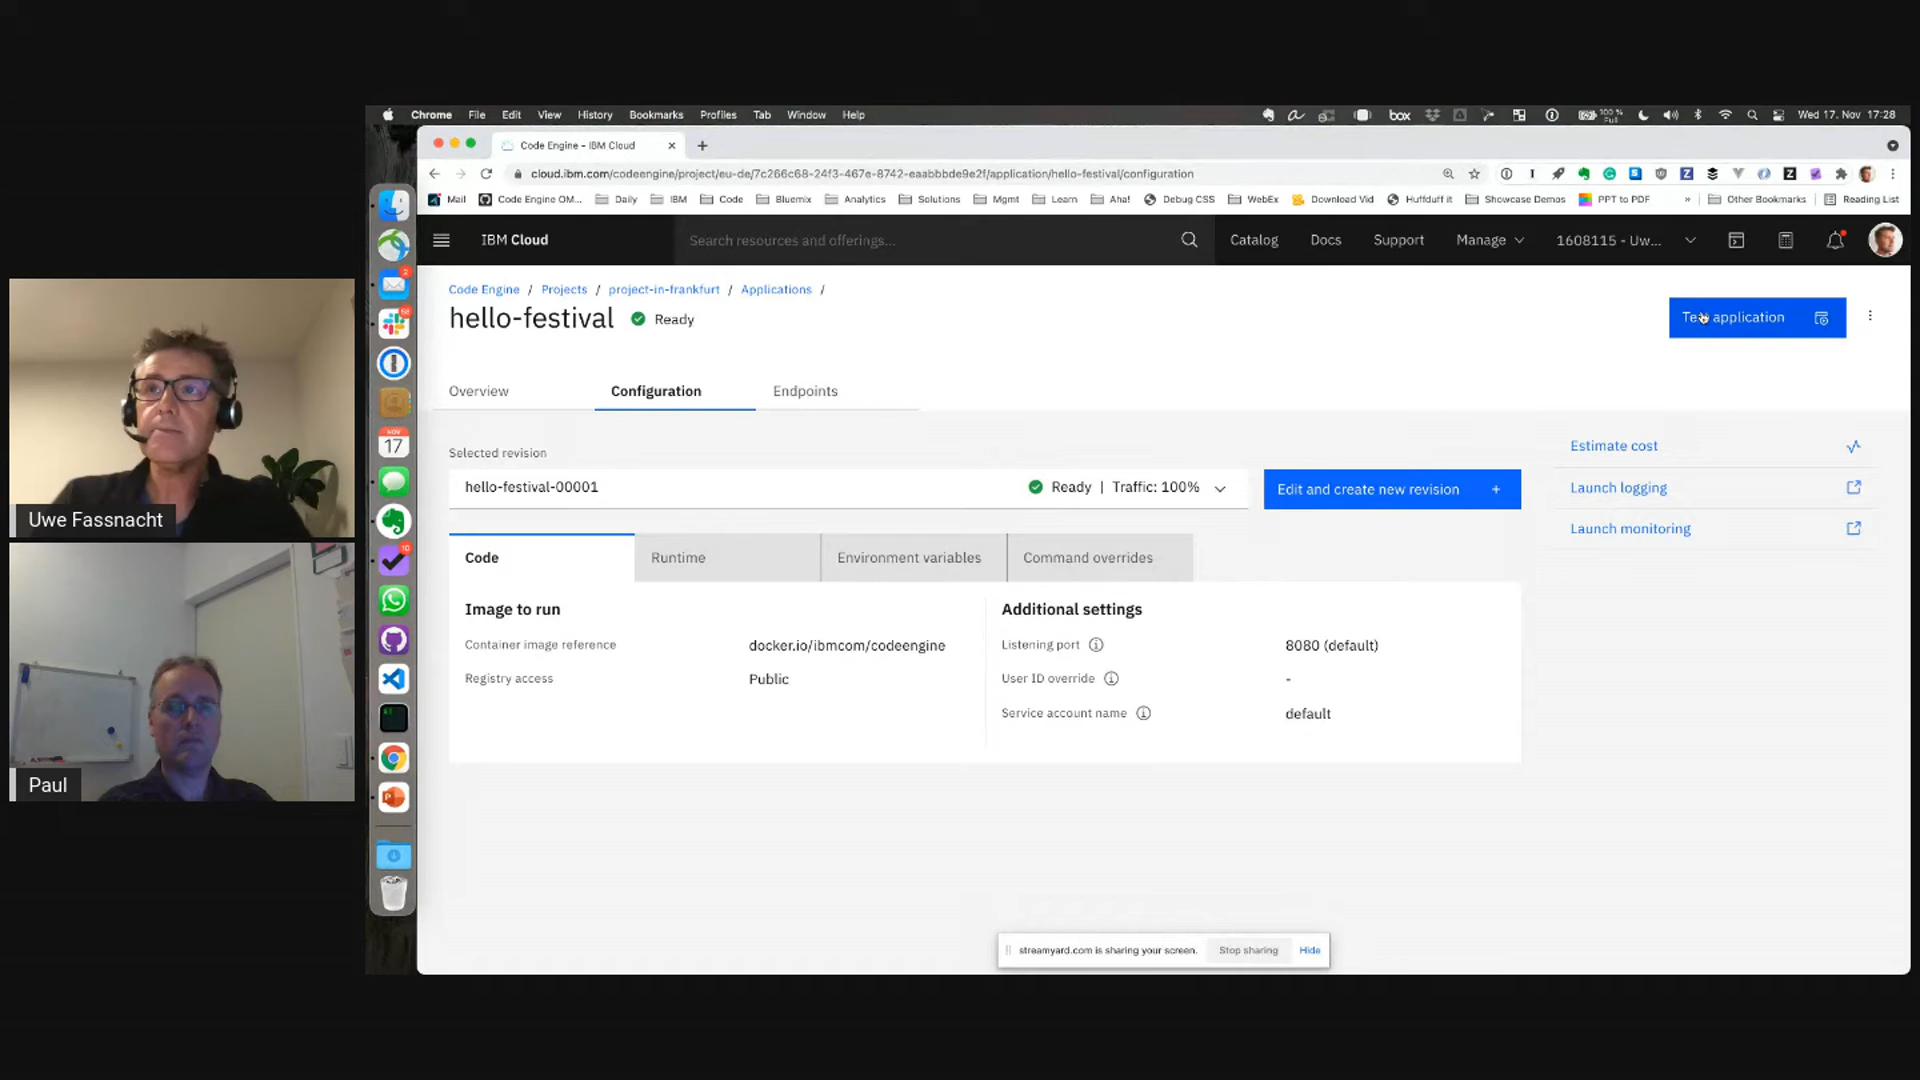 Chrome File Edit View History Bookmarks Profiles Tab Window Help
box 100 % Full Wed 17. Nov 17:28
Code Engine – IBM Cloud
cloud.ibm.com/codeengine/project/eu-de/7c266c68-24f3-467e-8742-eaabbbde9e2f/application/hello-festival/configuration
Mail Code Engine OM... Daily IBM Code Bluemix Analytics Solutions Mgmt Learn Aha! Debug CSS WebEx Download Vid Huffduff it Showcase Demos PPT to PDF » Other Bookmarks Reading List
IBM Cloud
Search resources and offerings...
Catalog Docs Support Manage 1608115 - Uw...
Code Engine / Projects / project-in-frankfurt / Applications /
hello-festival Ready
application
Overview Configuration Endpoints
Selected revision
hello-festival-00001 Ready | Traffic: 100%
Edit and create new revision +
Estimate cost
Launch logging
Launch monitoring
Code Runtime Environment variables Command overrides
Image to run
Container image reference docker.io/ibmcom/codeengine
Registry access Public
Additional settings
Listening port 8080 (default)
User ID override -
Service account name default
streamyard.com is sharing your screen. Stop sharing Hide
Uwe Fassnacht
Paul
NOV
17